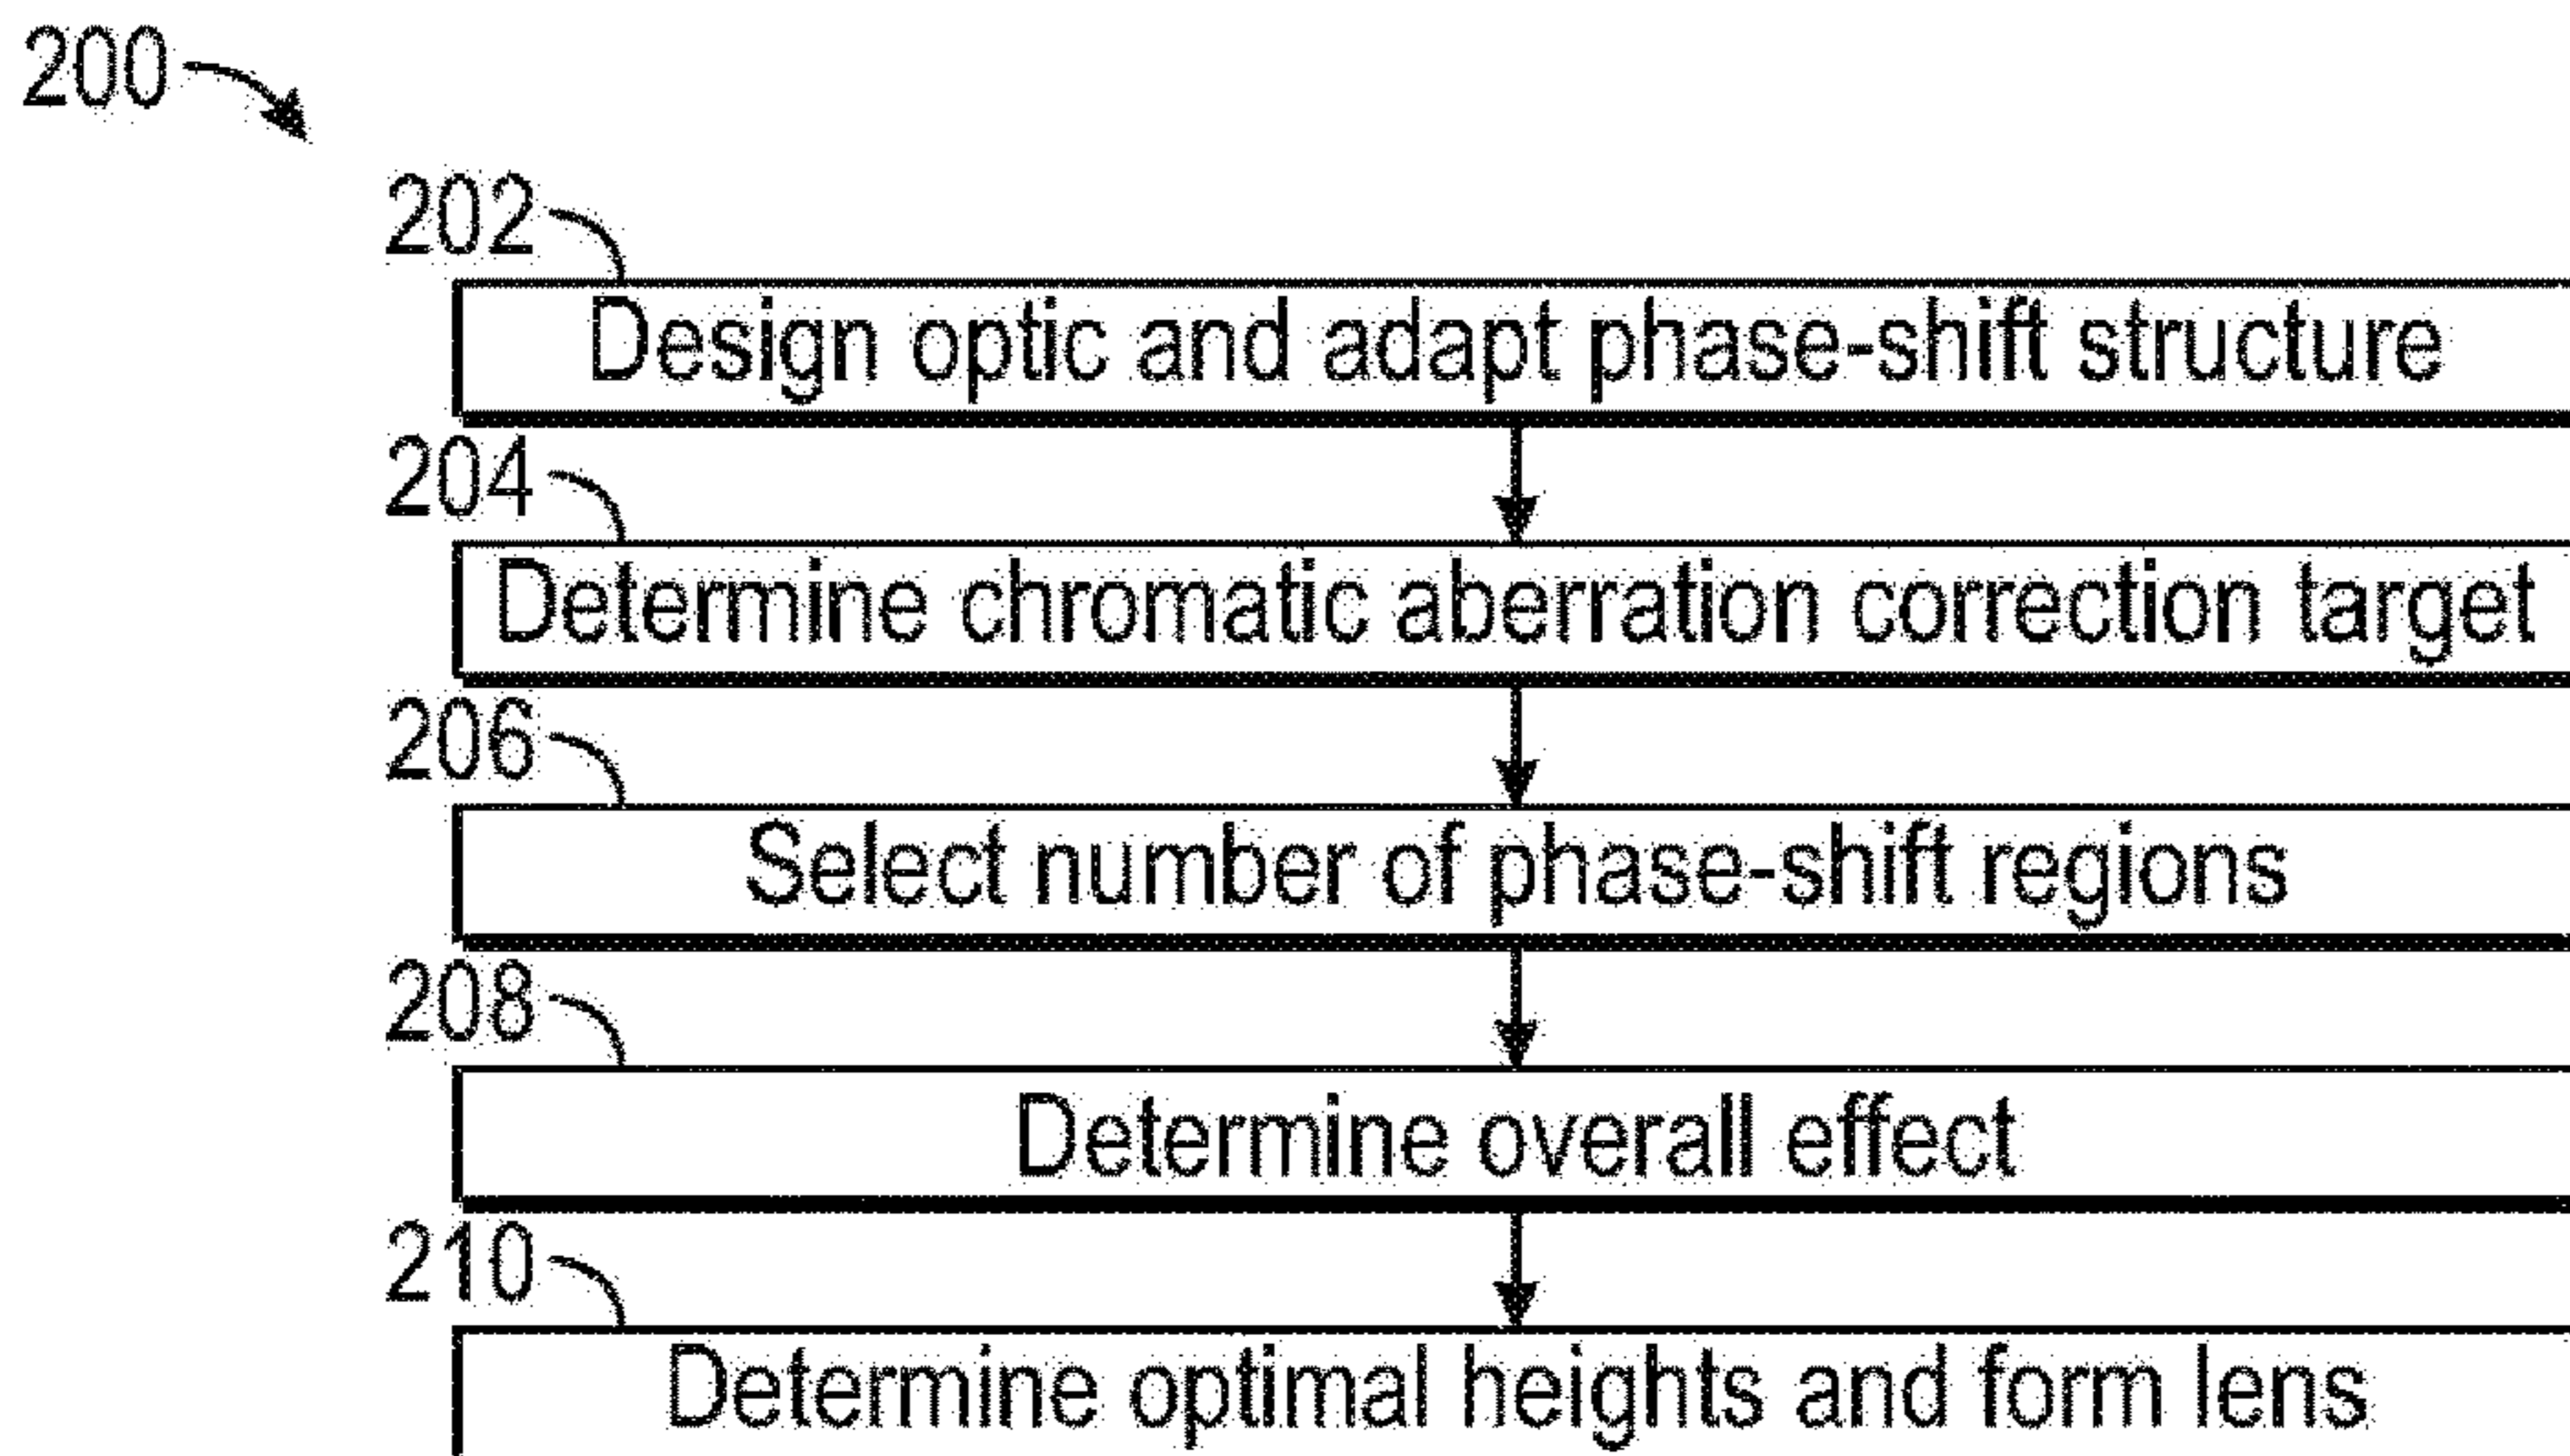 200
202
Design optic and adapt phase-shift structure
204
Determine chromatic aberration correction target
206
Select number of phase-shift regions
208
Determine overall effect
210
Determine optimal heights and form lens